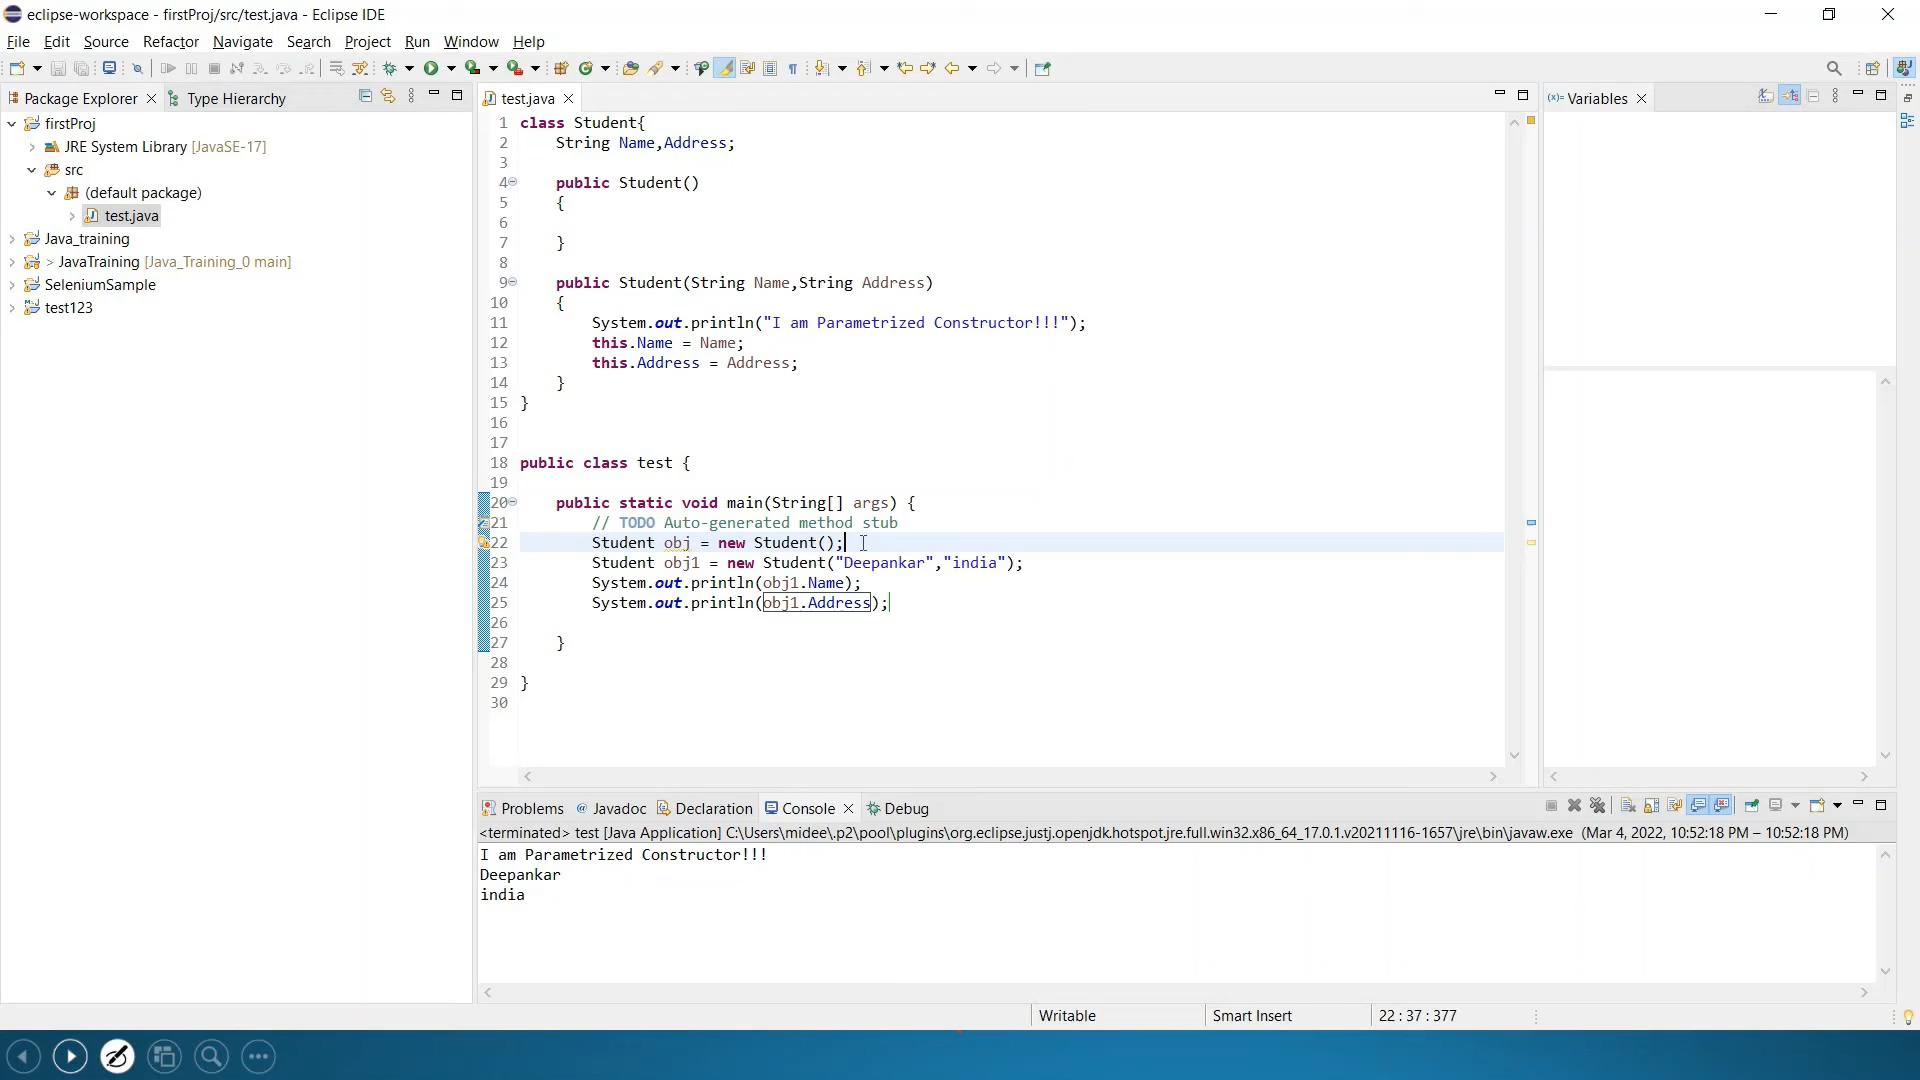 eclipse-workspace - firstProj/src/test.java - Eclipse IDE
File Edit Source Refactor Navigate Search Project Run Window Help
Package Explorer Type Hierarchy
firstProj
JRE System Library [JavaSE-17]
src
(default package)
test.java
Java_training
> JavaTraining [Java_Training_0 main]
SeleniumSample
test123
test.java
1 class Student{
2 String Name,Address;
3
4 public Student()
5 {
6
7 }
8
9 public Student(String Name,String Address)
10 {
11 System.out.println("I am Parametrized Constructor!!!");
12 this.Name = Name;
13 this.Address = Address;
14 }
15 }
16
17
18 public class test {
19
20 public static void main(String[] args) {
21 // TODO Auto-generated method stub
22 Student obj = new Student();
23 Student obj1 = new Student("Deepankar","india");
24 System.out.println(obj1.Name);
25 System.out.println(obj1.Address);
26
27 }
28
29 }
30
(x)= Variables
Problems @ Javadoc Declaration Console Debug
<terminated> test [Java Application] C:\Users\midee\.p2\pool\plugins\org.eclipse.justj.openjdk.hotspot.jre.full.win32.x86_64_17.0.1.v20211116-1657\jre\bin\javaw.exe (Mar 4, 2022, 10:52:18 PM – 10:52:18 PM)
I am Parametrized Constructor!!!
Deepankar
india
Writable Smart Insert 22 : 37 : 377